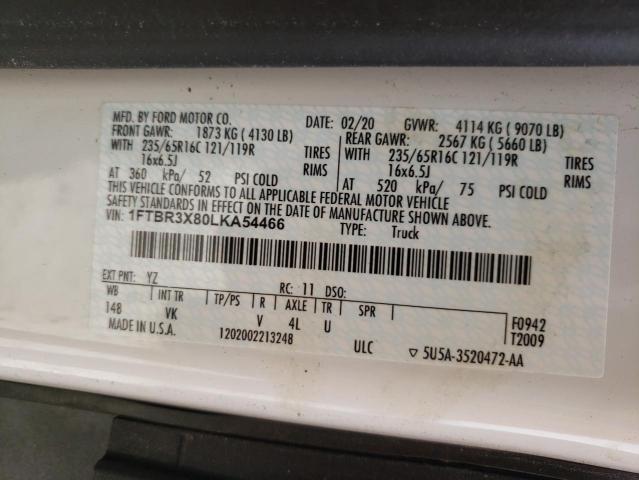 MFD. BY FORD MOTOR CO. DATE: 02/20 GVWR: 4114 KG ( 9070 LB)
FRONT GAWR: 1873 KG ( 4130 LB) REAR GAWR: 2567 KG ( 5660 LB)
WITH 235/65R16C 121/119R TIRES WITH 235/65R16C 121/119R TIRES
16x6.5J RIMS 16x6.5J RIMS
AT 360 kPa/ 52 PSI COLD AT 520 kPa/ 75 PSI COLD
THIS VEHICLE CONFORMS TO ALL APPLICABLE FEDERAL MOTOR VEHICLE
SAFETY STANDARDS IN EFFECT ON THE DATE OF MANUFACTURE SHOWN ABOVE.
VIN: 1FTBR3X80LKA54466 TYPE: Truck
EXT PNT: YZ RC: 11 DSO:
WB INT TR TP/PS R AXLE TR SPR F0942
148 VK V 4L U T2009
MADE IN U.S.A. 1202002213248 ULC ▽ 5U5A-3520472-AA